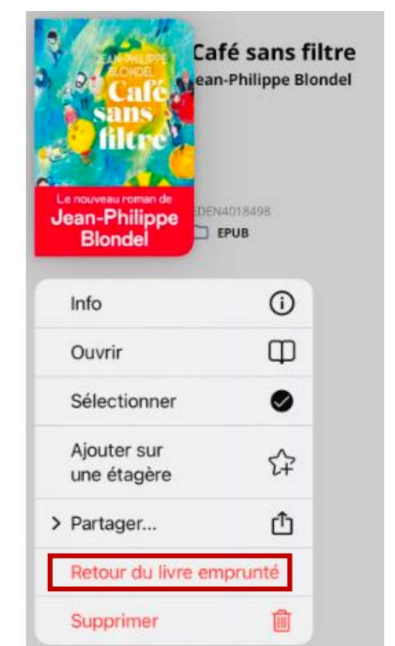 Café sans filtre
Jean-Philippe Blondel
JEAN-PHILIPPE
BLONDEL
Café
sans
filtre
Le nouveau roman de
Jean-Philippe
Blondel
EDEN4018498
EPUB
Info
Ouvrir
Sélectionner
Ajouter sur
une étagère
> Partager...
Retour du livre emprunté
Supprimer